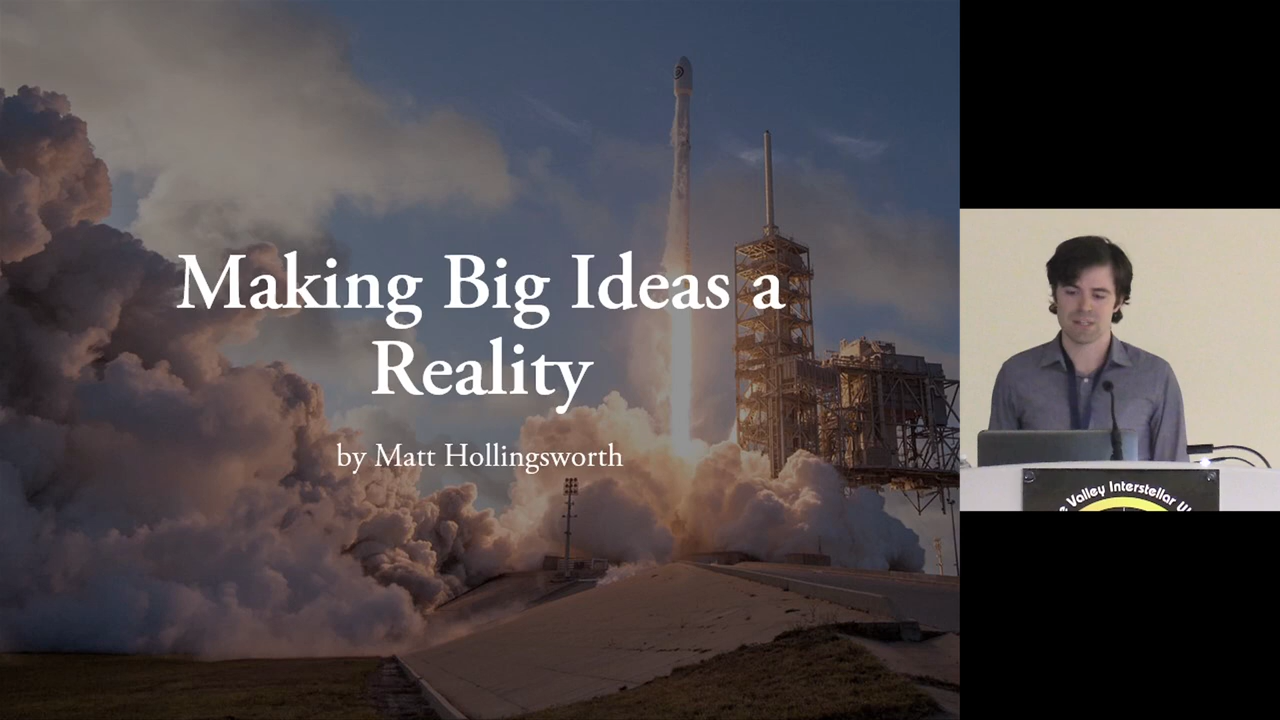 Making Big Ideas a
Reality
by Matt Hollingsworth
Valley Interstellar